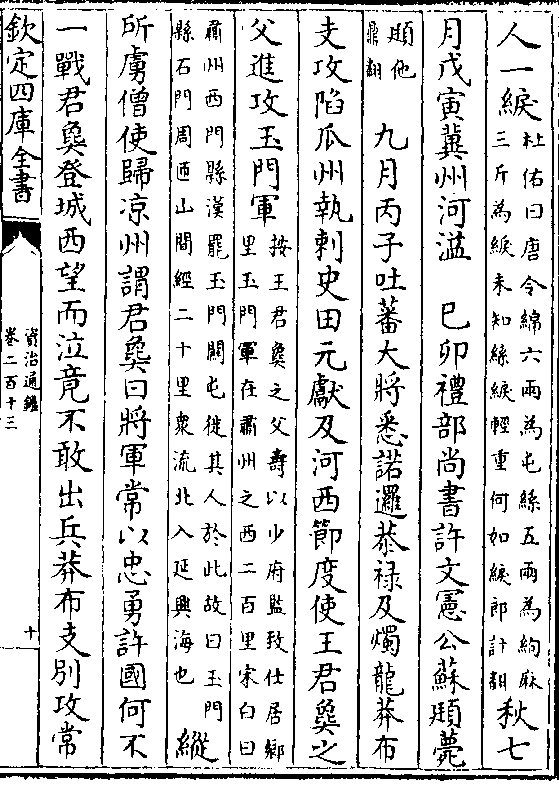 人一綟
杜佑曰唐令綿六兩為屯絲五兩為絇麻
三斤為綟未知絲綟輕重何如綟郎計翻
秋七
月戊寅冀州河溢　巳卯禮部尚書許文憲公蘇頲薨
頲他
鼎翻
九月丙子吐蕃大將悉諾邏恭祿及燭龍莽布
支攻陷瓜州執刺史田元獻及河西節度使王君㚟之
父進攻玉門軍
按王君㚟之父壽以少府監致仕居鄉
里玉門軍在肅州之西二百里宋白曰
肅州西門縣漢罷玉門關屯徙其人於此故曰玉門
縣石門周匝山間經二十里衆流北入延興海也
縱
所虜僧使歸凉州謂君㚟曰將軍常以忠勇許國何不
一戰君㚟登城西望而泣竟不敢出兵莽布支別攻常
欽定四庫全書
資治通鑑
卷二百十三
十